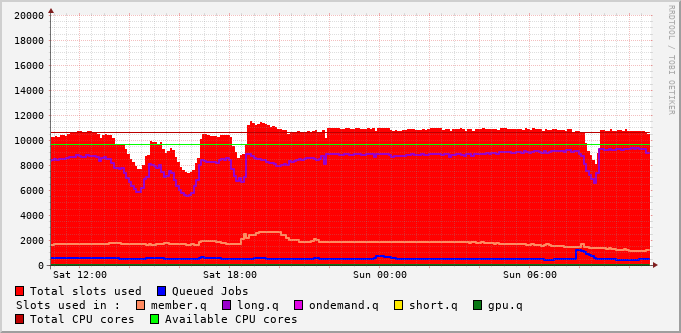 20000
18000
16000
14000
12000
10000
8000
6000
4000
2000
0
Sat 12:00 Sat 18:00 Sun 00:00 Sun 06:00
RRDTOOL / TOBI OETIKER
Total slots used Queued Jobs
Slots used in : member.q long.q ondemand.q short.q gpu.q
Total CPU cores Available CPU cores